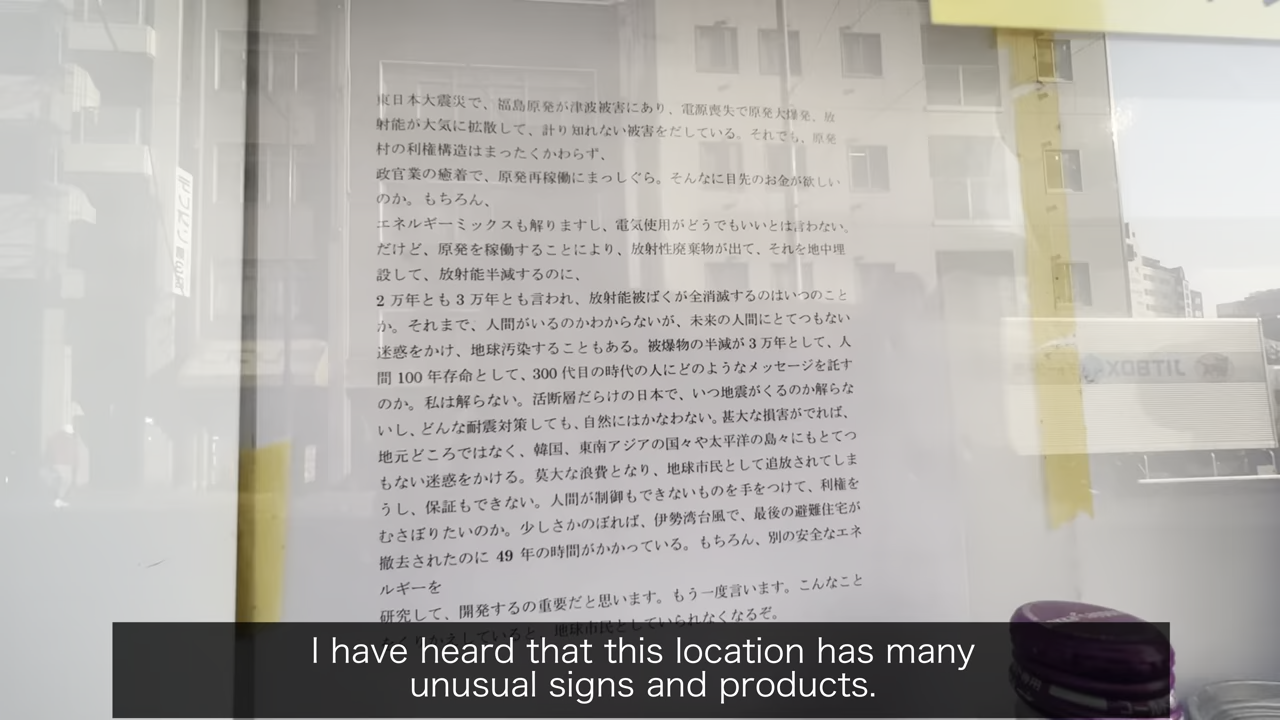 東日本大震災で、福島原発が津波被害にあり、電源喪失で原発大爆発。放
射能が大気に拡散して、計り知れない被害をだしている。それでも、原発
村の利権構造はまったくかわらず、
政官業の癒着で、原発再稼働にまっしぐら。そんなに目先のお金が欲しい
のか。もちろん、
エネルギーミックスも解りますし、電気使用がどうでもいいとは言わない。
だけど、原発を稼働することにより、放射性廃棄物が出て、それを地中埋
設して、放射能半減するのに、
2 万年とも 3 万年とも言われ、放射能被ばくが全消滅するのはいつのこと
か。それまで、人間がいるのかわからないが、未来の人間にとてつもない
迷惑をかけ、地球汚染することもある。被爆物の半減が 3 万年として、人
間 100 年存命として、300 代目の時代の人にどのようなメッセージを託す
のか。私は解らない。活断層だらけの日本で、いつ地震がくるのか解らな
いし、どんな耐震対策しても、自然にはかなわない。甚大な損害がでれば、
地元どころではなく、韓国、東南アジアの国々や太平洋の島々にもとてつ
もない迷惑をかける。莫大な浪費となり、地球市民として追放されてしま
うし、保証もできない。人間が制御もできないものを手をつけて、利権を
むさぼりたいのか。少しさかのぼれば、伊勢湾台風で、最後の避難住宅が
撤去されたのに 49 年の時間がかかっている。もちろん、別の安全なエネ
ルギーを
研究して、開発するの重要だと思います。もう一度言います。こんなこと
なくりかえしていると、地球市民としていられなくなるぞ。
JITBOX
I have heard that this location has many
unusual signs and products.